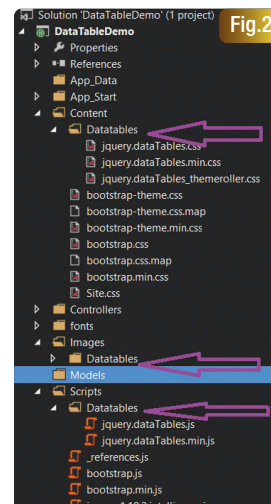 Solution 'DataTableDemo' (1 project)
Fig.2
DataTableDemo
Properties
References
App_Data
App_Start
Content
Datatables
jquery.dataTables.css
jquery.dataTables.min.css
jquery.dataTables_themeroller.css
bootstrap-theme.css
bootstrap-theme.css.map
bootstrap-theme.min.css
bootstrap.css
bootstrap.css.map
bootstrap.min.css
Site.css
Controllers
fonts
Images
Datatables
Models
Scripts
Datatables
jquery.dataTables.js
jquery.dataTables.min.js
_references.js
bootstrap.js
bootstrap.min.js